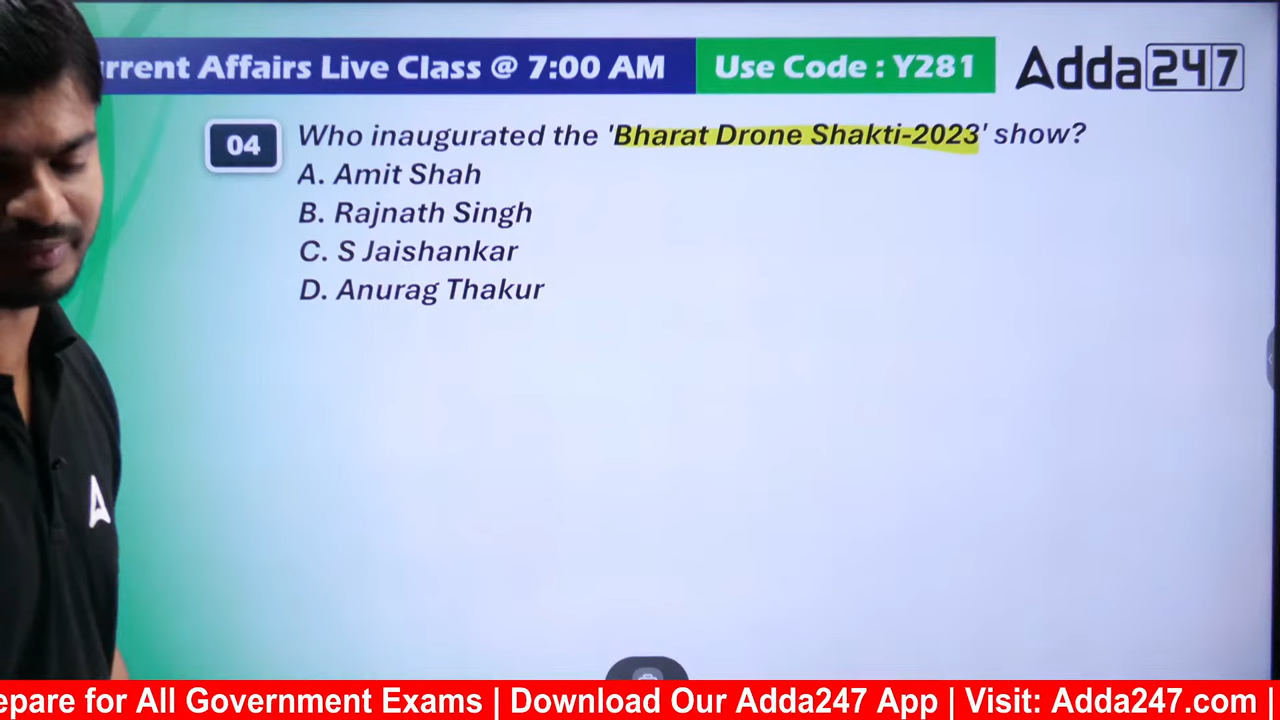 rrent Affairs Live Class @ 7:00 AM
Use Code : Y281
Adda247
04
Who inaugurated the 'Bharat Drone Shakti-2023' show?
A. Amit Shah
B. Rajnath Singh
C. S Jaishankar
D. Anurag Thakur
epare for All Government Exams | Download Our Adda247 App | Visit: Adda247.com |